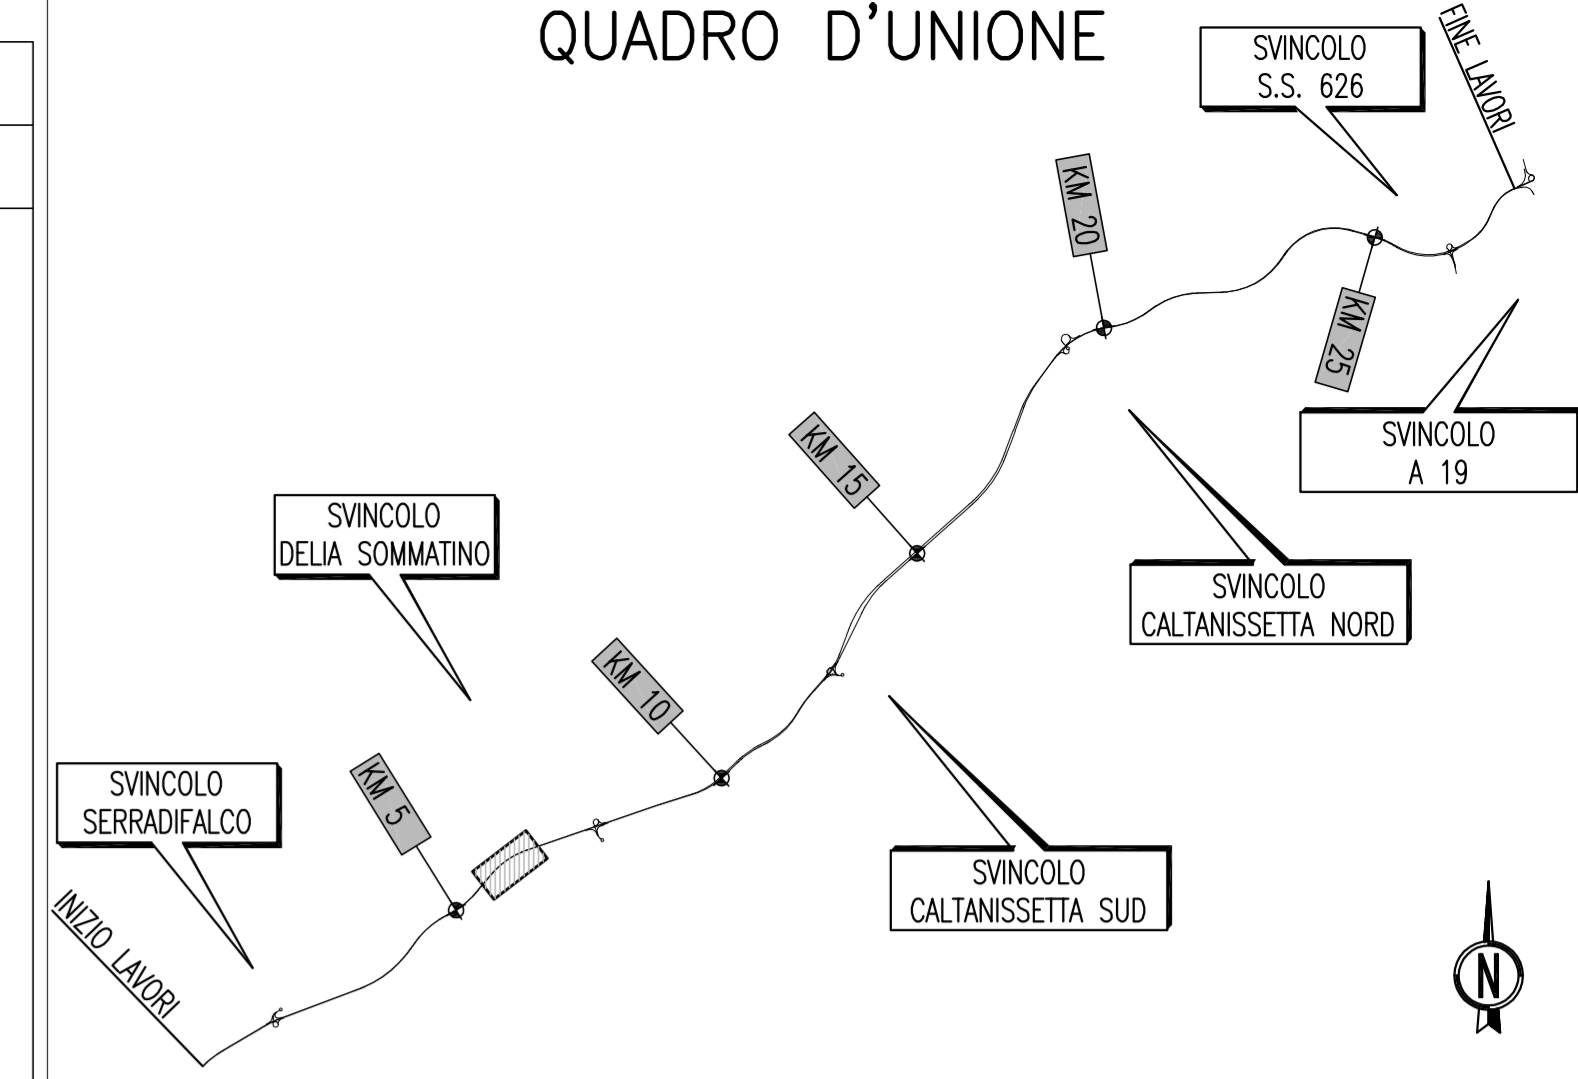 QUADRO D'UNIONE
SVINCOLO
S.S. 626
FINE LAVORI
KM 20
KM 25
SVINCOLO
A 19
KM 15
SVINCOLO
DELIA SOMMATINO
SVINCOLO
CALTANISSETTA NORD
KM 10
SVINCOLO
SERRADIFALCO
KM 5
SVINCOLO
CALTANISSETTA SUD
INIZIO LAVORI
N